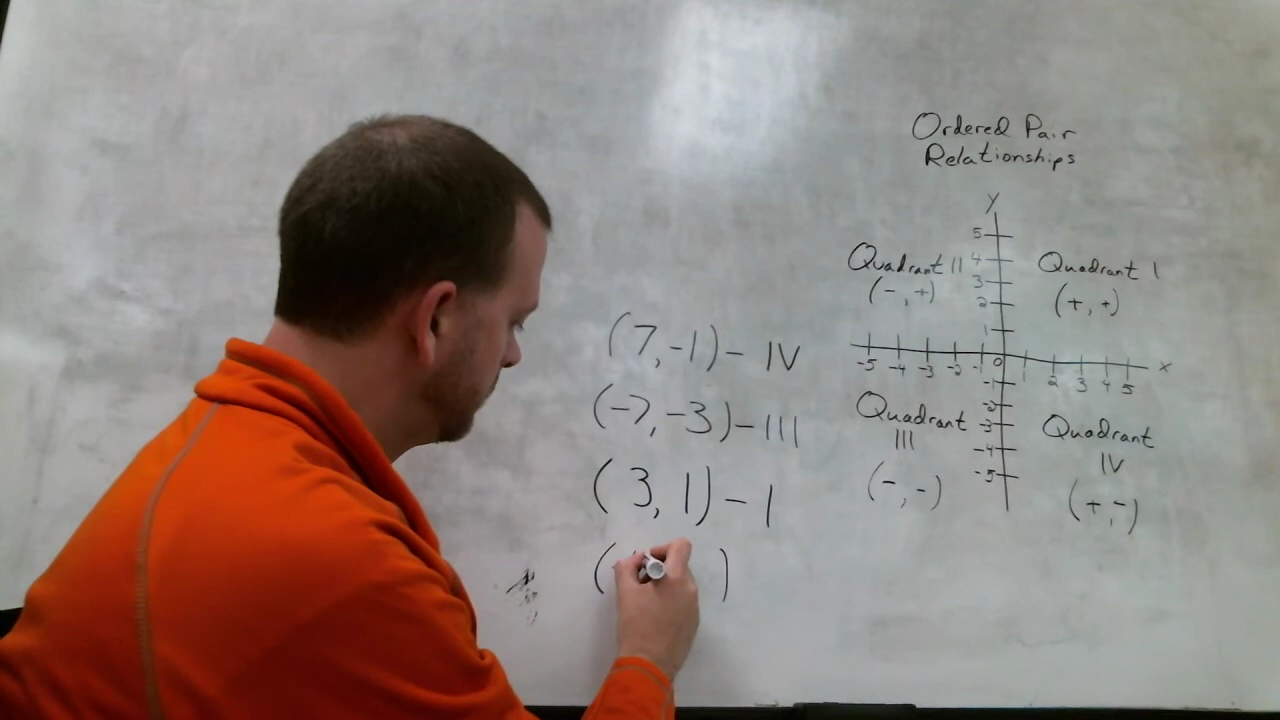 Ordered Pair
Relationships
y
5
4
3
2
1
Quadrant II
(-,+)
Quadrant I
(+,+)
-5 -4 -3 -2 -1 0 1 2 3 4 5 x
-1
-2
-3
-4
-5
Quadrant
III
(-,-)
Quadrant
IV
(+,-)
(7,-1) - IV
(-7,-3) - III
(3,1) - I
( )